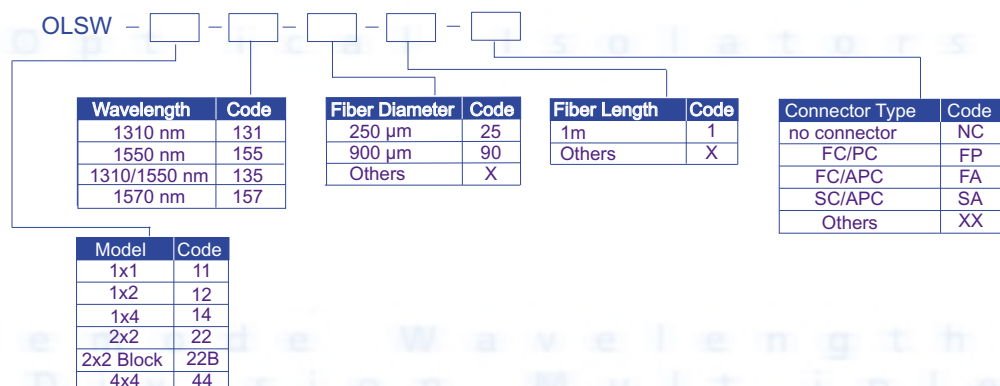 OLSW - - - - -
Optical Isolators
Wavelength Code
1310 nm 131
1550 nm 155
1310/1550 nm 135
1570 nm 157
Fiber Diameter Code
250 µm 25
900 µm 90
Others X
Fiber Length Code
1m 1
Others X
Connector Type Code
no connector NC
FC/PC FP
FC/APC FA
SC/APC SA
Others XX
Model Code
1x1 11
1x2 12
1x4 14
2x2 22
2x2 Block 22B
4x4 44
Wavelength